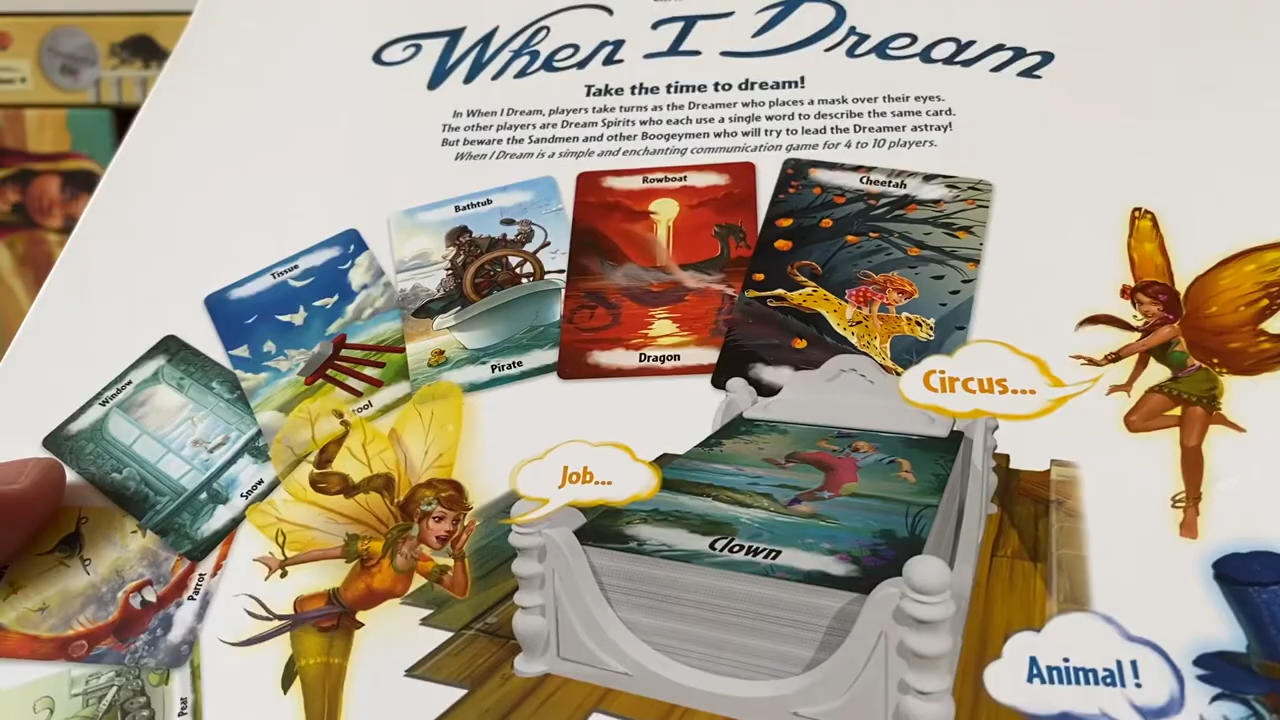 When I Dream
Take the time to dream!
In When I Dream, players take turns as the Dreamer who places a mask over their eyes.
The other players are Dream Spirits who each use a single word to describe the same card.
But beware the Sandmen and other Boogeymen who will try to lead the Dreamer astray!
When I Dream is a simple and enchanting communication game for 4 to 10 players.
Cheetah
Rowboat
Bathtub
Tissue
Window
Dragon
Pirate
tool
Snow
Parrot
Pear
Circus...
Job...
Clown
Animal !